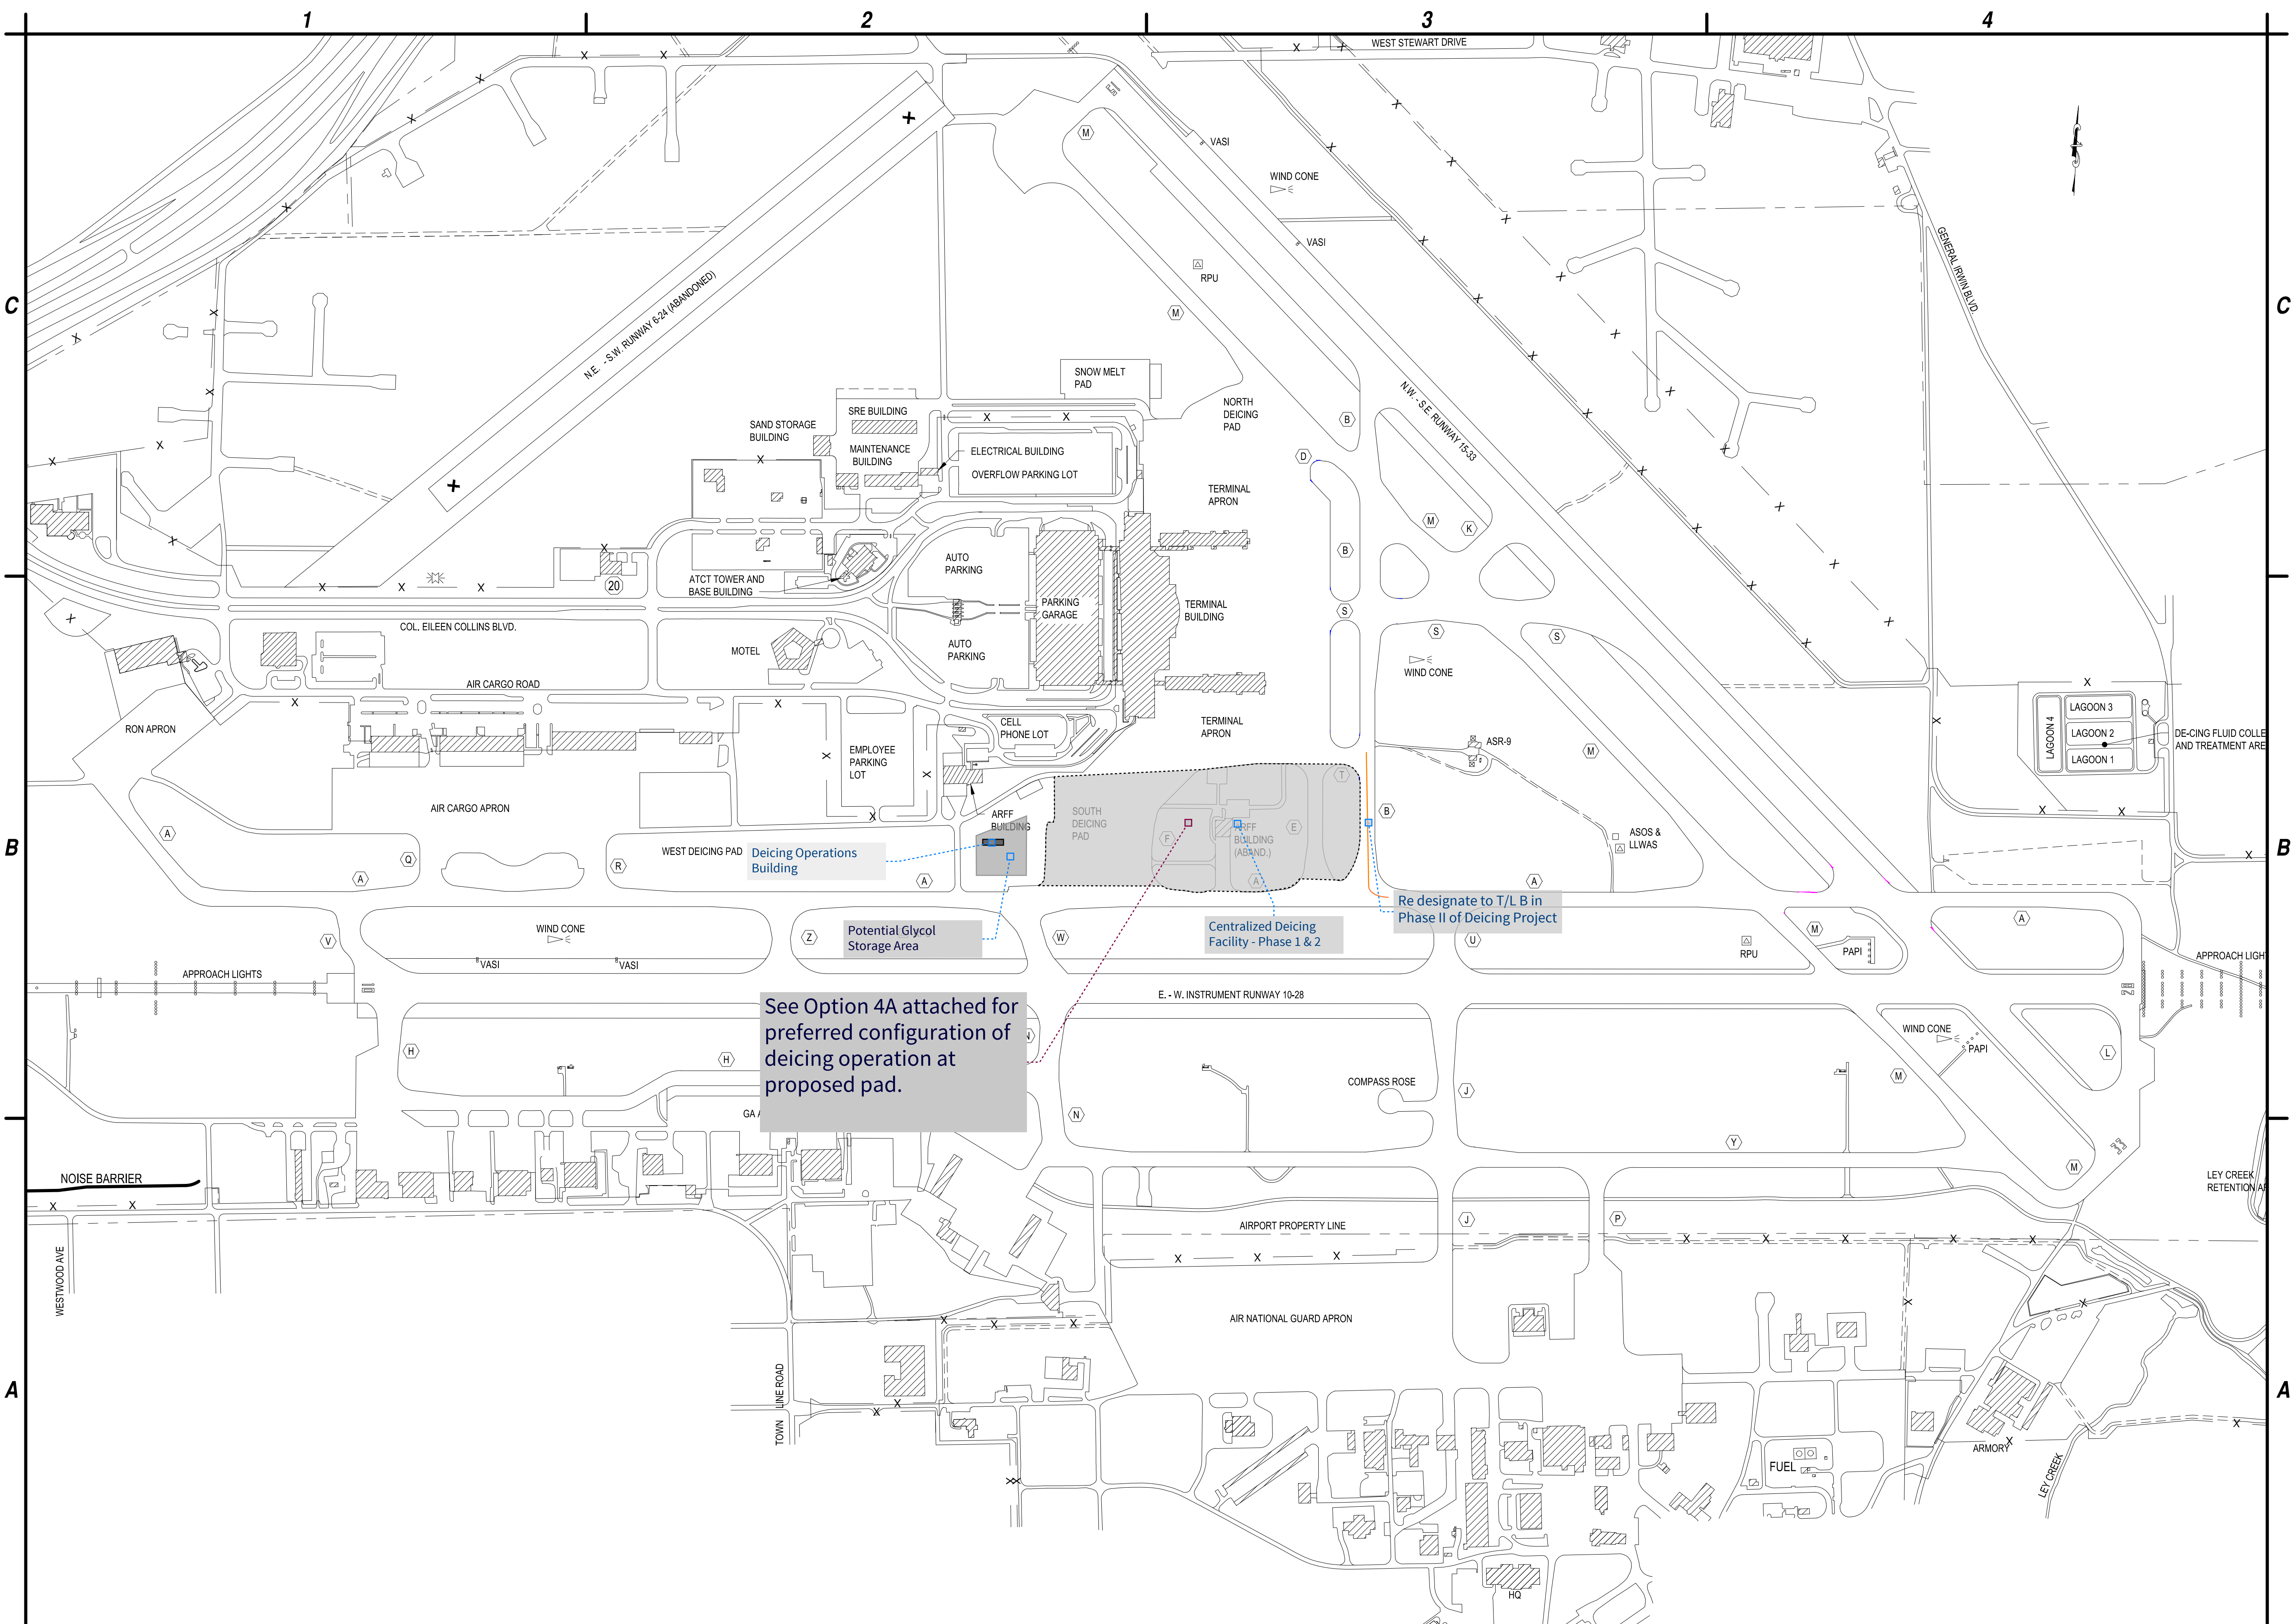 1
2
3
4
WEST STEWART DRIVE
M
VASI
WIND CONE
VASI
GENERAL IRWIN BLVD.
RPU
C
C
N.E. - S.W. RUNWAY 6-24 (ABANDONED)
M
SNOW MELT
PAD
N.W. - S.E. RUNWAY 15-33
NORTH
DEICING
PAD
SRE BUILDING
B
SAND STORAGE
BUILDING
MAINTENANCE
BUILDING
ELECTRICAL BUILDING
D
OVERFLOW PARKING LOT
TERMINAL
APRON
M
K
B
AUTO
PARKING
ATCT TOWER AND
BASE BUILDING
20
PARKING
GARAGE
TERMINAL
BUILDING
S
COL. EILEEN COLLINS BLVD.
S
S
MOTEL
AUTO
PARKING
WIND CONE
AIR CARGO ROAD
LAGOON 4
LAGOON 3
LAGOON 2
LAGOON 1
DE-CING FLUID COLLE
AND TREATMENT ARE
RON APRON
CELL
PHONE LOT
TERMINAL
APRON
ASR-9
M
EMPLOYEE
PARKING
LOT
T
AIR CARGO APRON
SOUTH
DEICING
PAD
B
ARFF
BUILDING
A
F
ARFF
BUILDING
(ABAND.)
E
ASOS &
LLWAS
B
B
Q
R
WEST DEICING PAD
Deicing Operations
Building
A
A
A
A
Re designate to T/L B in
Phase II of Deicing Project
Potential Glycol
Storage Area
Centralized Deicing
Facility - Phase 1 & 2
V
WIND CONE
Z
W
U
M
A
RPU
PAPI
VASI
VASI
APPROACH LIGHTS
APPROACH LIGH
10
28
E. - W. INSTRUMENT RUNWAY 10-28
See Option 4A attached for
preferred configuration of
deicing operation at
proposed pad.
WIND CONE
PAPI
H
H
N
L
COMPASS ROSE
J
M
GA A
N
Y
33
M
NOISE BARRIER
LEY CREEK
RETENTION AR
AIRPORT PROPERTY LINE
J
P
WESTWOOD AVE
AIR NATIONAL GUARD APRON
TOWN LINE ROAD
A
A
ARMORY
FUEL
LEY CREEK
HQ